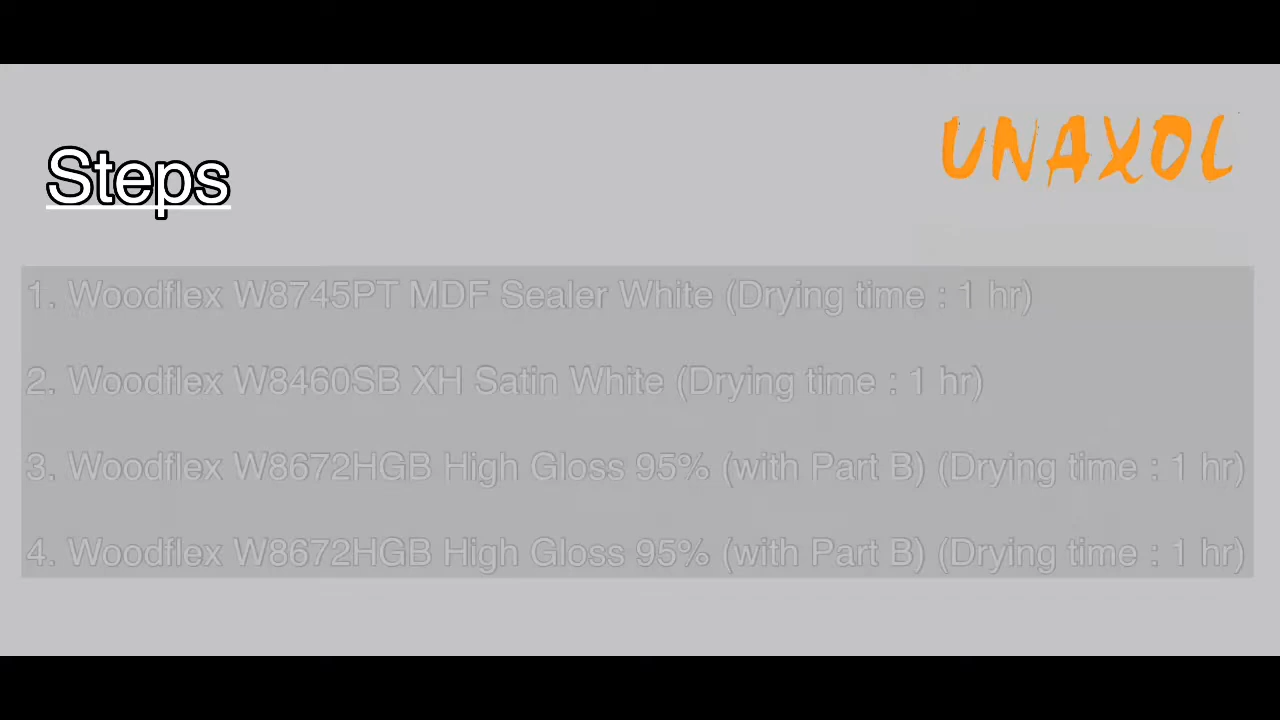 UNAXOL
Steps
1. Woodflex W8745PT MDF Sealer White (Drying time : 1 hr)
2. Woodflex W8460SB XH Satin White (Drying time : 1 hr)
3. Woodflex W8672HGB High Gloss 95% (with Part B) (Drying time : 1 hr)
4. Woodflex W8672HGB High Gloss 95% (with Part B) (Drying time : 1 hr)